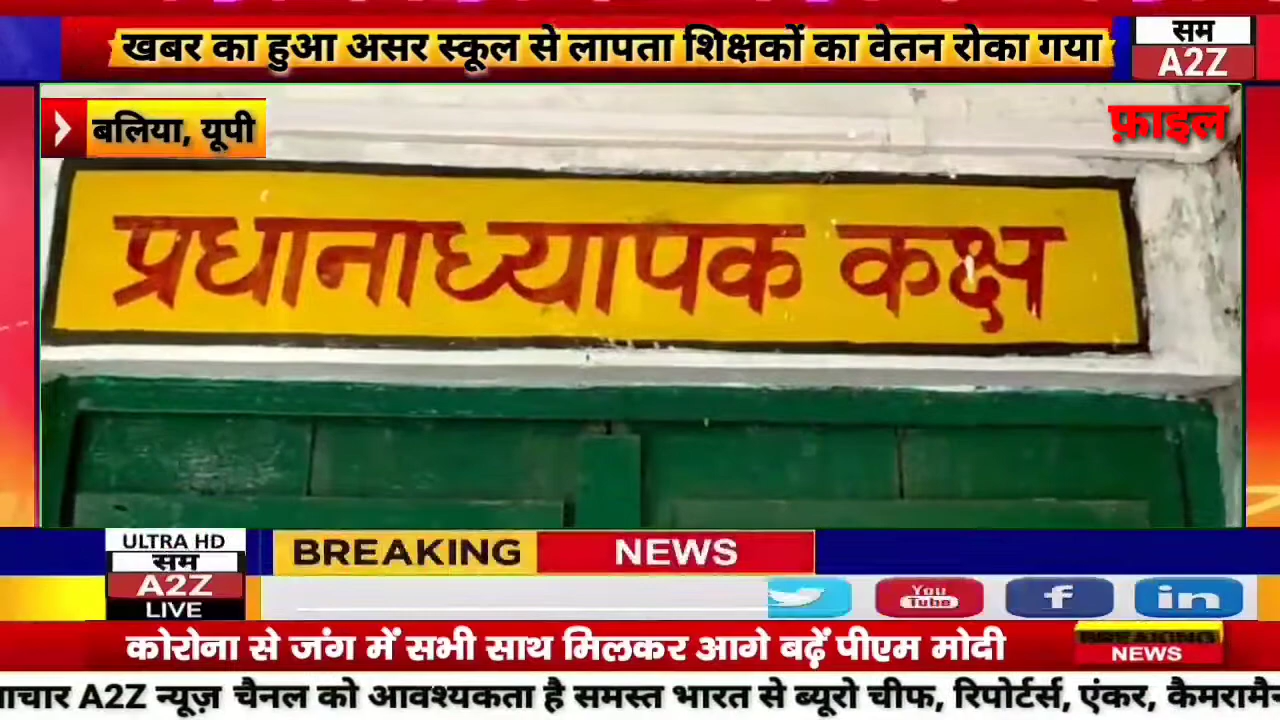 खबर का हुआ असर स्कूल से लापता शिक्षकों का वेतन रोका गया
सम
A2Z
बलिया, यूपी
फ़ाइल
प्रधानाध्यापक कक्ष
ULTRA HD
सम
A2Z
LIVE
BREAKING NEWS
You
Tube
f
in
कोरोना से जंग में सभी साथ मिलकर आगे बढ़ें पीएम मोदी
BREAKING
NEWS
ाचार A2Z न्यूज़ चैनल को आवश्यकता है समस्त भारत से ब्यूरो चीफ, रिपोर्टर्स, एंकर, कैमरामै